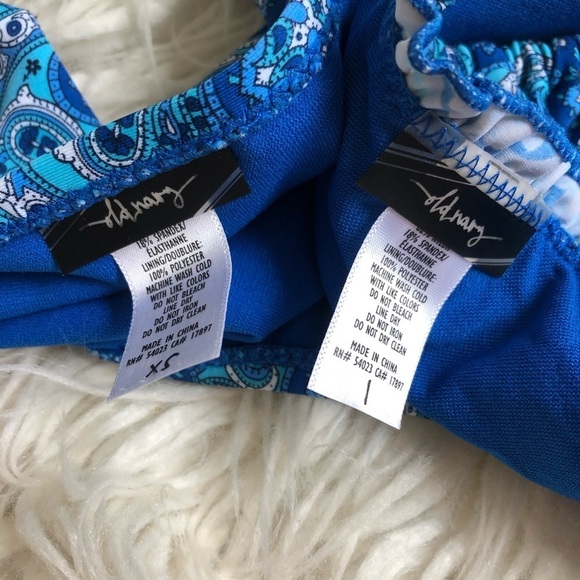 old navy
18% SPANDEX/
ELASTHANNE
LINING/DOUBLURE:
100% POLYESTER
MACHINE WASH COLD
WITH LIKE COLORS
DO NOT BLEACH
LINE DRY
DO NOT IRON
DO NOT DRY CLEAN
MADE IN CHINA
RN# 54023 CA# 17897
XS
old navy
18% SPANDEX/
ELASTHANNE
LINING/DOUBLURE:
100% POLYESTER
MACHINE WASH COLD
WITH LIKE COLORS
DO NOT BLEACH
LINE DRY
DO NOT IRON
DO NOT DRY CLEAN
MADE IN CHINA
RN# 54023 CA# 17897